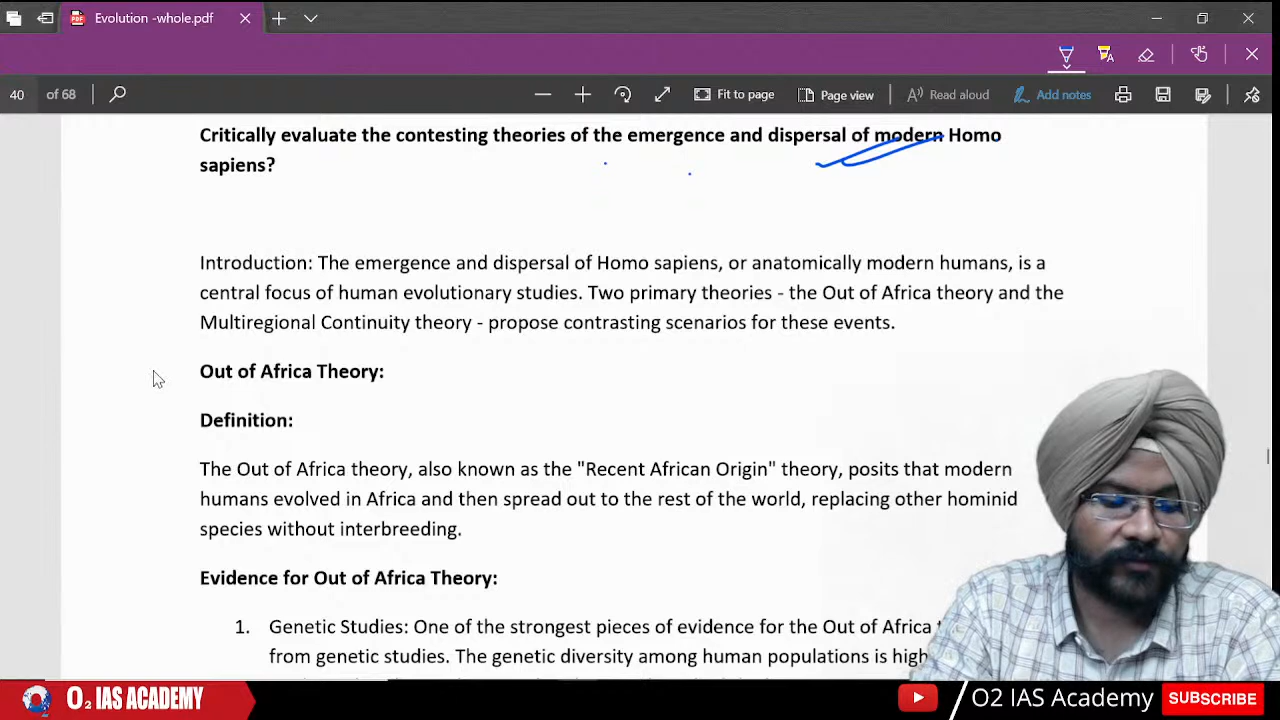 Evolution -whole.pdf
40 of 68 Fit to page Page view Read aloud Add notes
Critically evaluate the contesting theories of the emergence and dispersal of modern Homo
sapiens?
Introduction: The emergence and dispersal of Homo sapiens, or anatomically modern humans, is a
central focus of human evolutionary studies. Two primary theories - the Out of Africa theory and the
Multiregional Continuity theory - propose contrasting scenarios for these events.
Out of Africa Theory:
Definition:
The Out of Africa theory, also known as the "Recent African Origin" theory, posits that modern
humans evolved in Africa and then spread out to the rest of the world, replacing other hominid
species without interbreeding.
Evidence for Out of Africa Theory:
1. Genetic Studies: One of the strongest pieces of evidence for the Out of Africa
from genetic studies. The genetic diversity among human populations is high
O2 IAS ACADEMY
O2 IAS Academy SUBSCRIBE